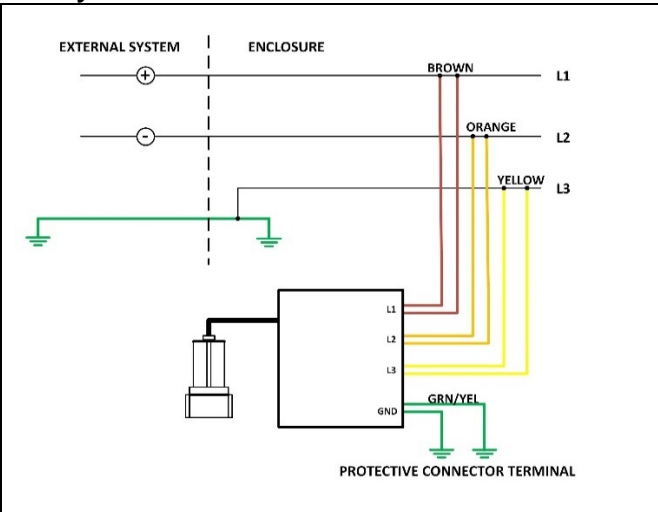 EXTERNAL SYSTEM
ENCLOSURE
BROWN
+
L1
ORANGE
-
L2
YELLOW
L3
L1
L2
L3
GRN/YEL
GND
PROTECTIVE CONNECTOR TERMINAL